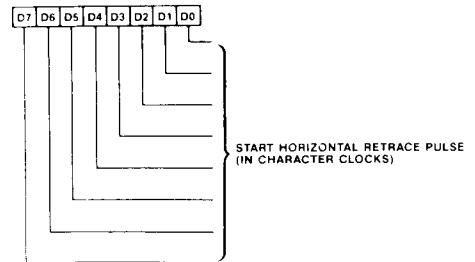 D7 D6 D5 D4 D3 D2 D1 D0
START HORIZONTAL RETRACE PULSE
(IN CHARACTER CLOCKS)